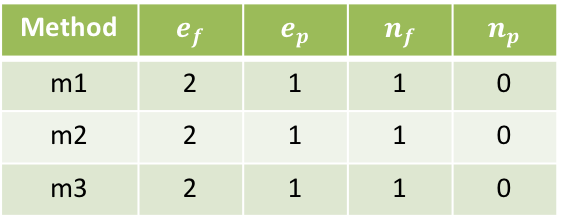 Method e_f e_p n_f n_p
m1 2 1 1 0
m2 2 1 1 0
m3 2 1 1 0